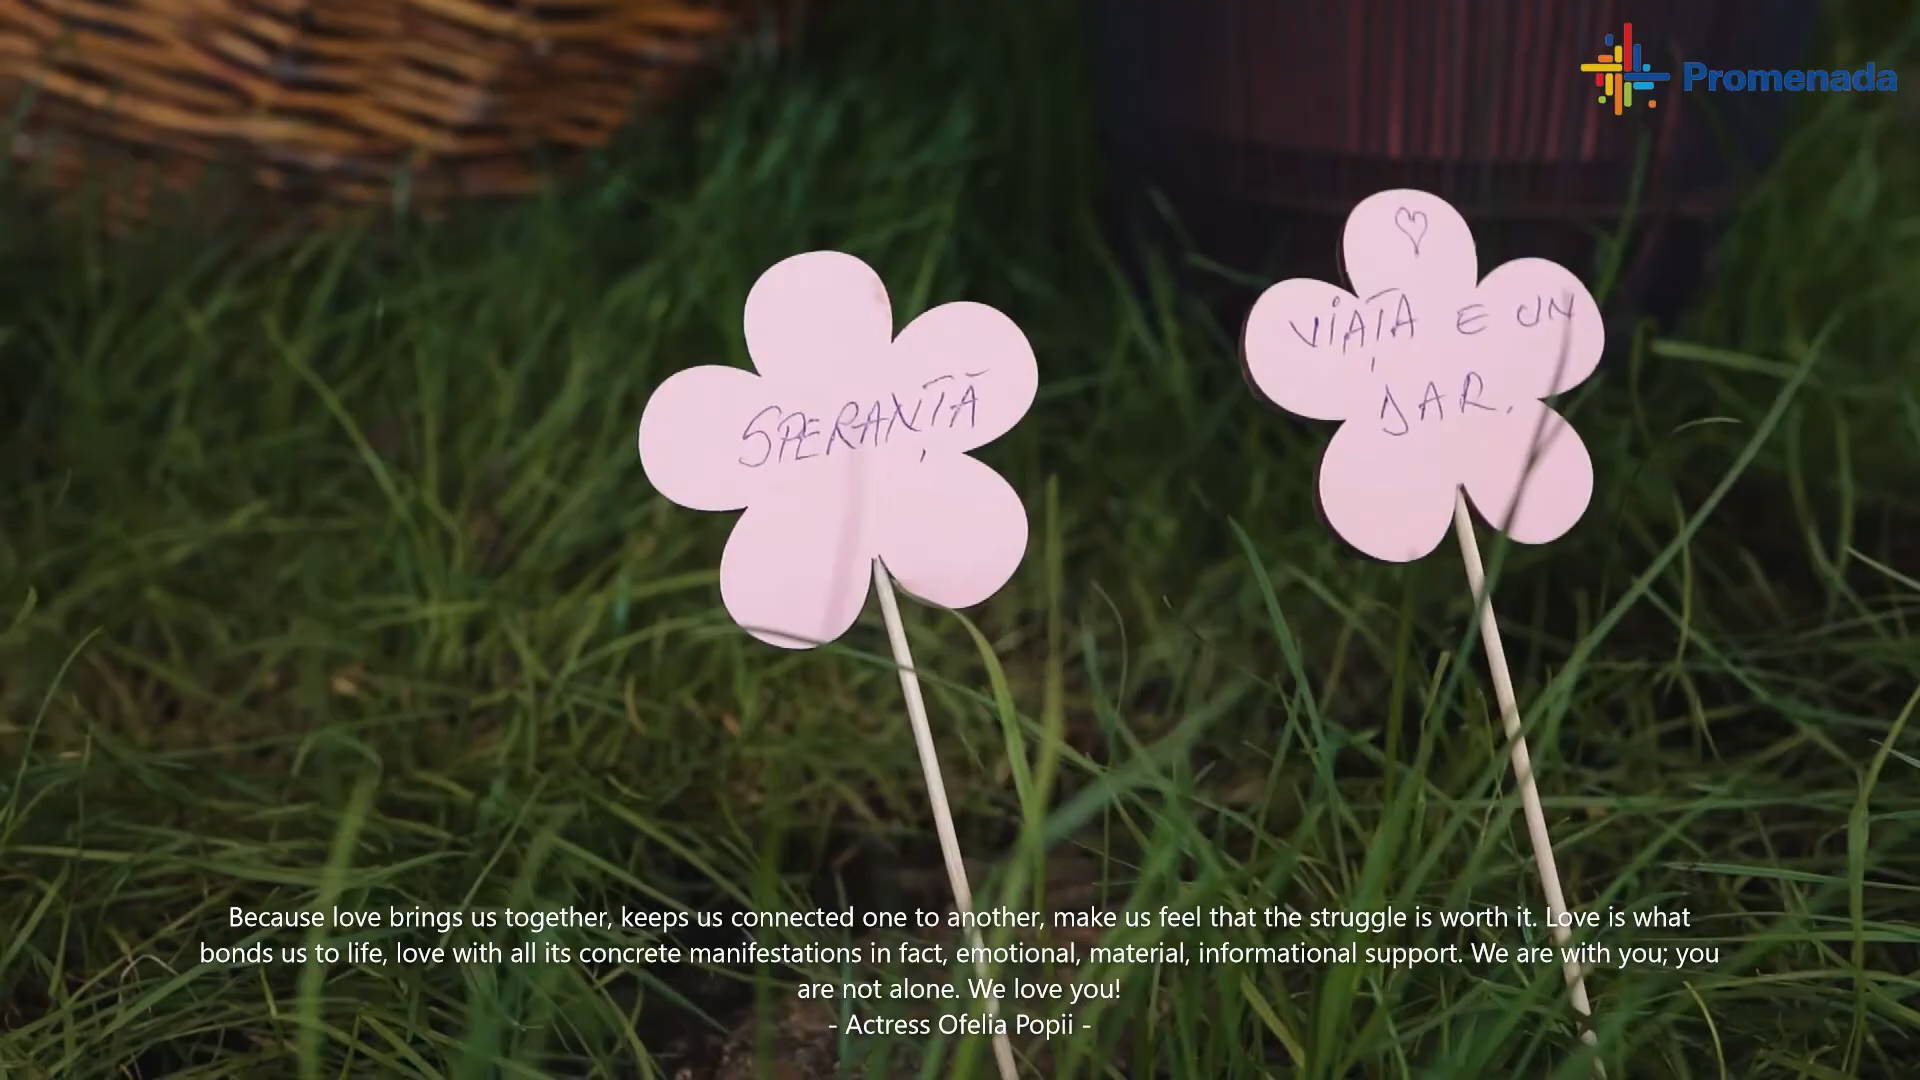 Promenada
SPERANȚĂ
VIAȚA E UN
DAR.
Because love brings us together, keeps us connected one to another, make us feel that the struggle is worth it. Love is what
bonds us to life, love with all its concrete manifestations in fact, emotional, material, informational support. We are with you; you
are not alone. We love you!
- Actress Ofelia Popii -